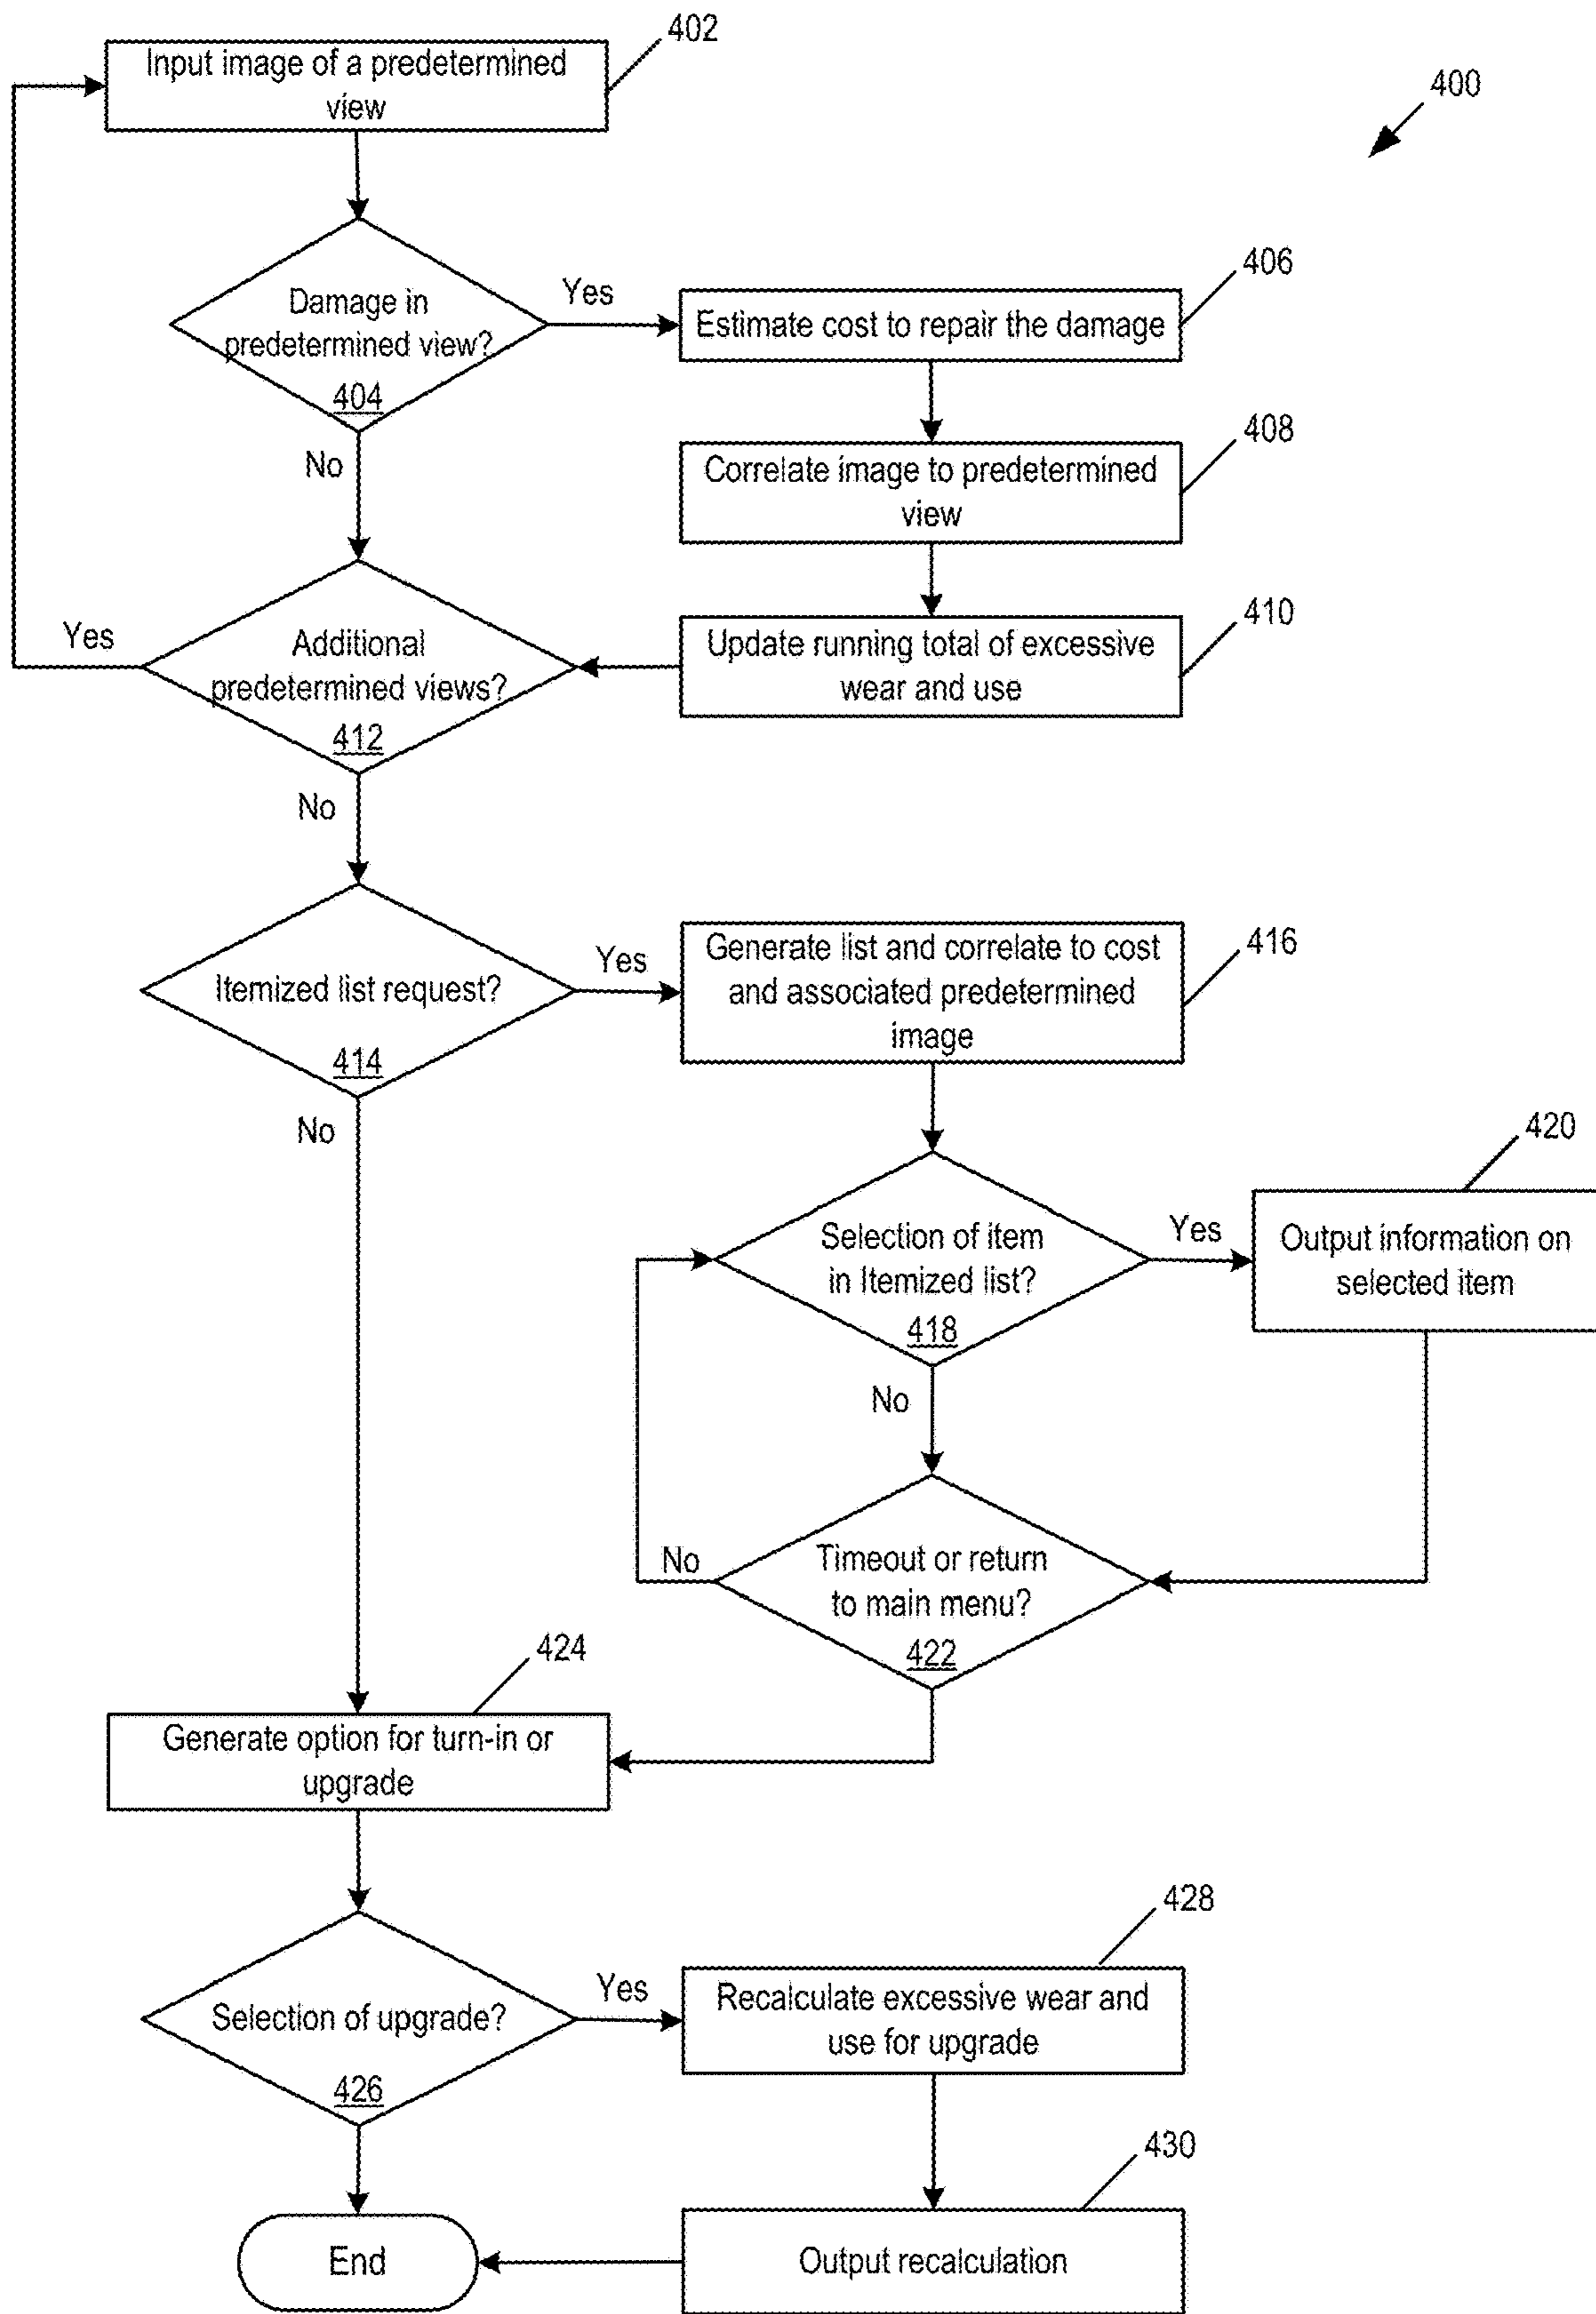 402
Input image of a predetermined
view
400
Damage in
predetermined view?
404
Yes
406
Estimate cost to repair the damage
408
Correlate image to predetermined
view
No
410
Update running total of excessive
wear and use
Yes
Additional
predetermined views?
412
No
Itemized list request?
414
Yes
416
Generate list and correlate to cost
and associated predetermined
image
No
Selection of item
in Itemized list?
418
Yes
420
Output information on
selected item
No
Timeout or return
to main menu?
422
No
424
Generate option for turn-in or
upgrade
Selection of upgrade?
426
Yes
428
Recalculate excessive wear and
use for upgrade
430
Output recalculation
End